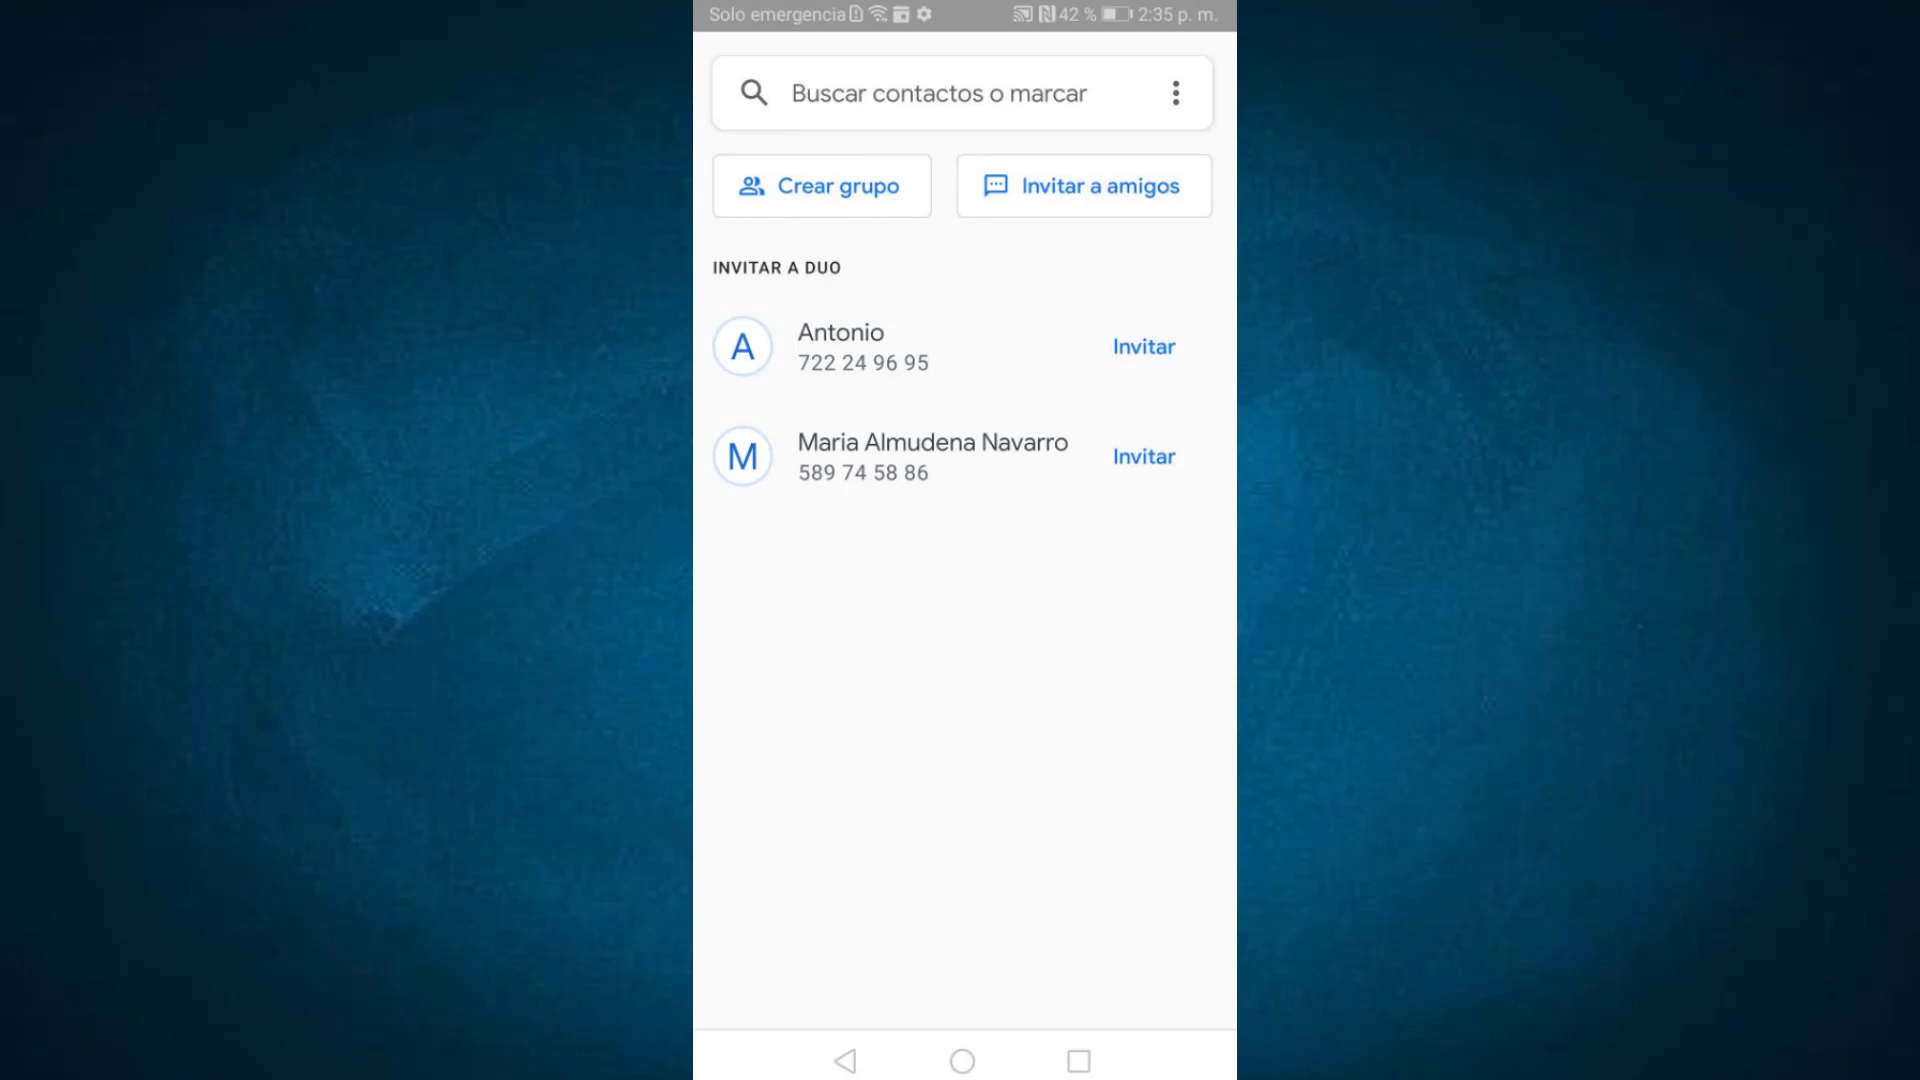 Solo emergencia 42 % 2:35 p. m.
Buscar contactos o marcar
Crear grupo Invitar a amigos
INVITAR A DUO
A Antonio Invitar
722 24 96 95
M Maria Almudena Navarro Invitar
589 74 58 86